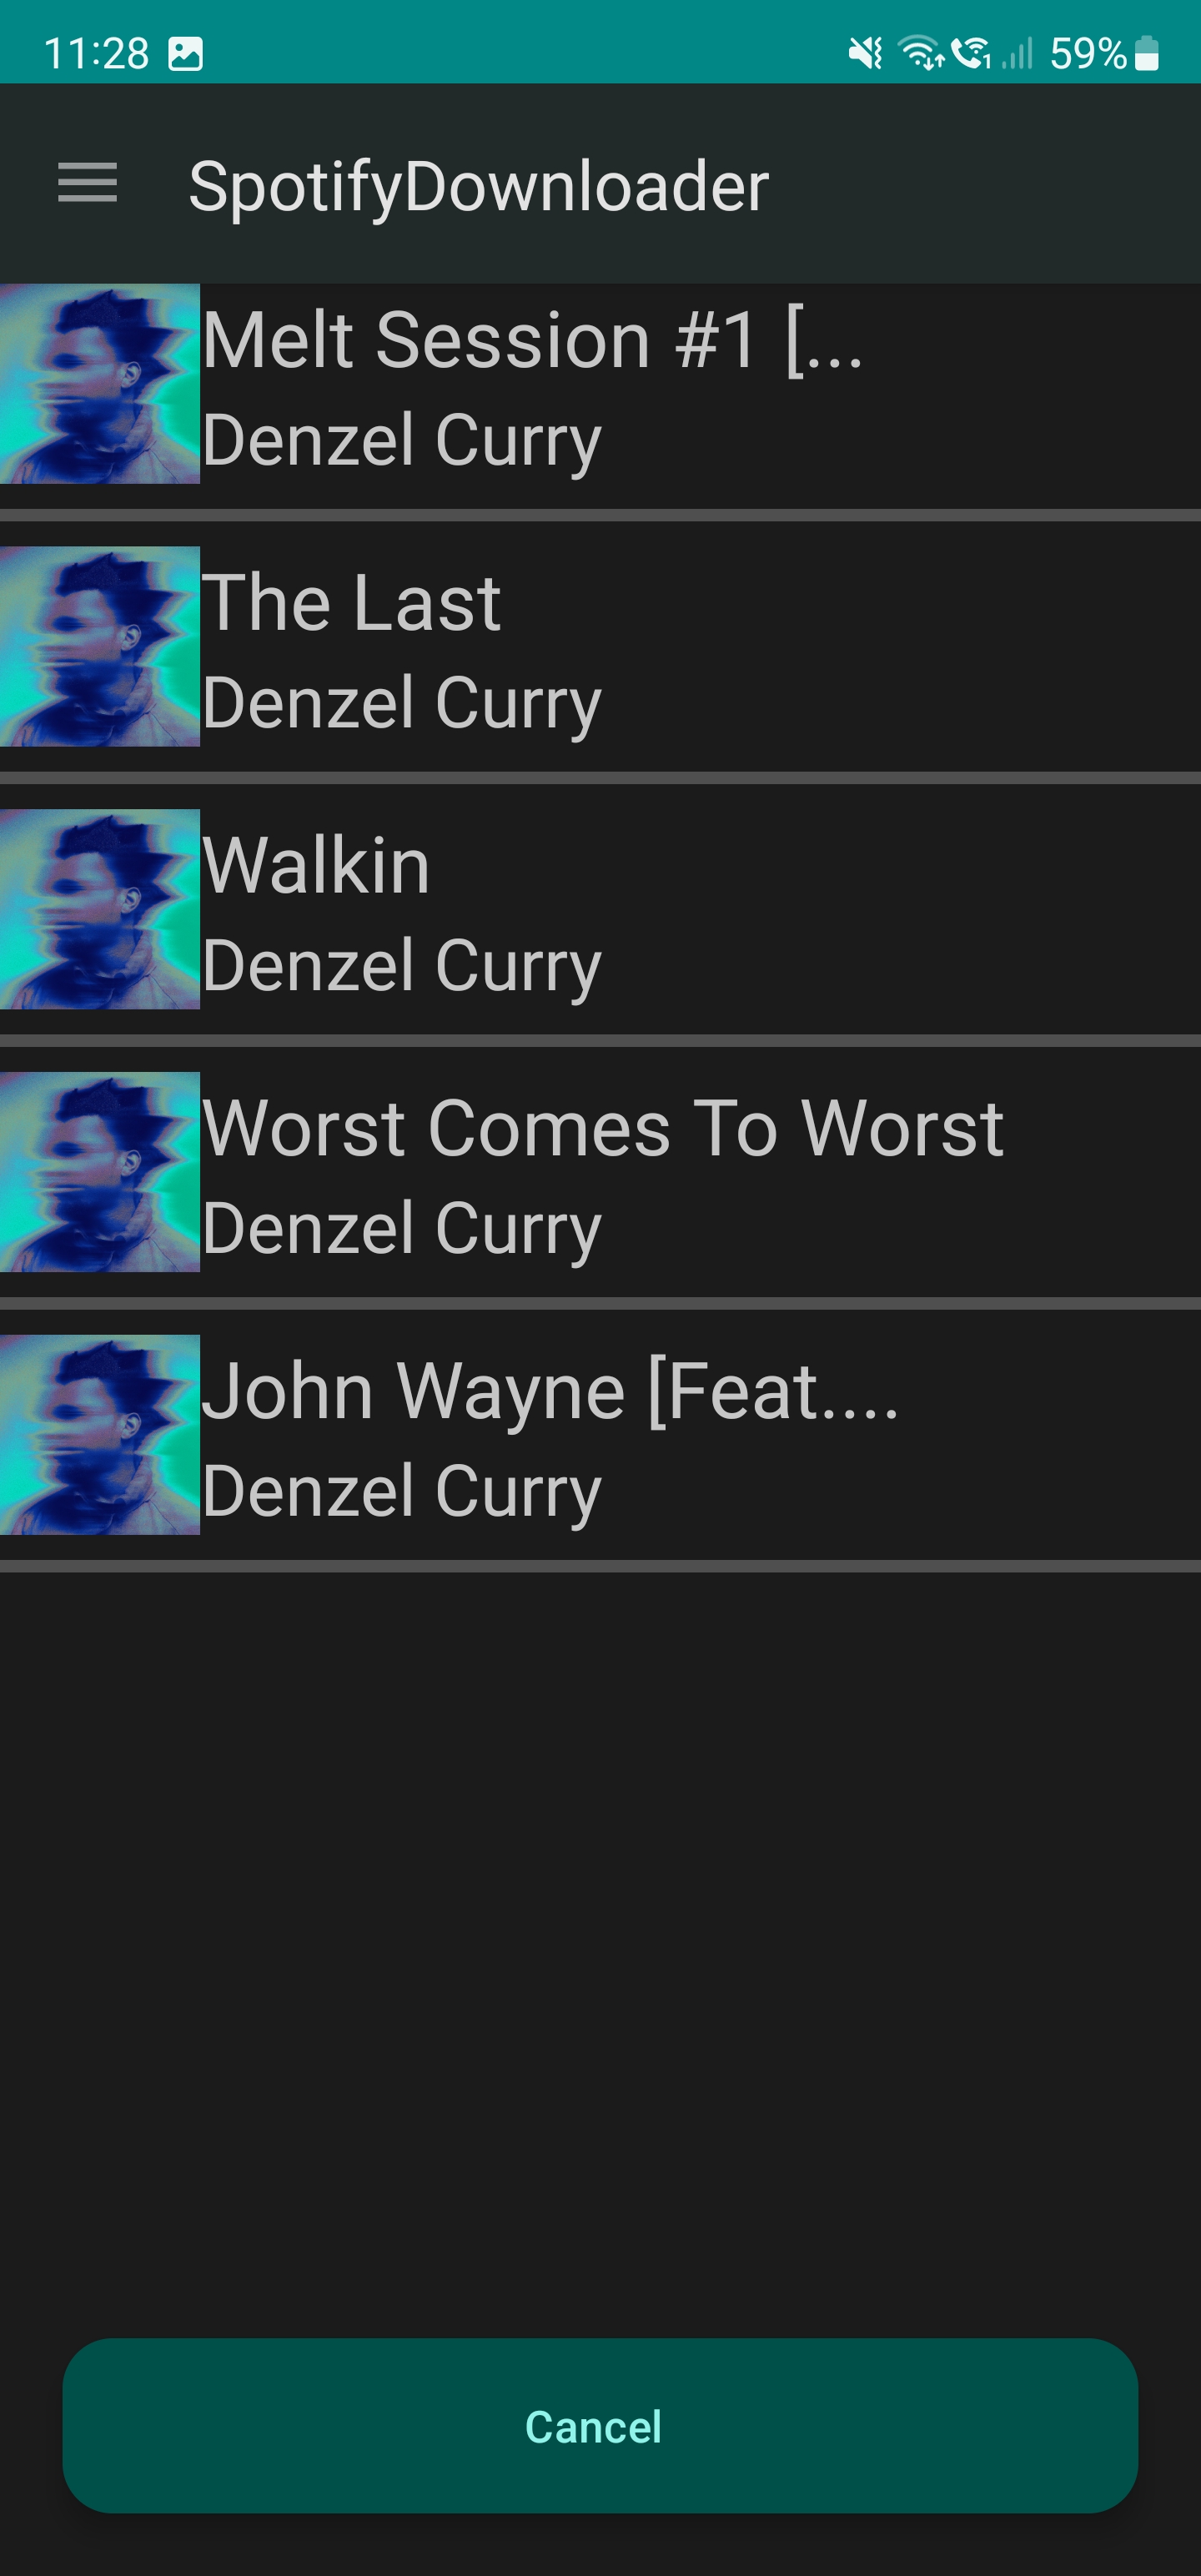 11:28 59%
SpotifyDownloader
Melt Session #1 [...
Denzel Curry
The Last
Denzel Curry
Walkin
Denzel Curry
Worst Comes To Worst
Denzel Curry
John Wayne [Feat....
Denzel Curry
Cancel